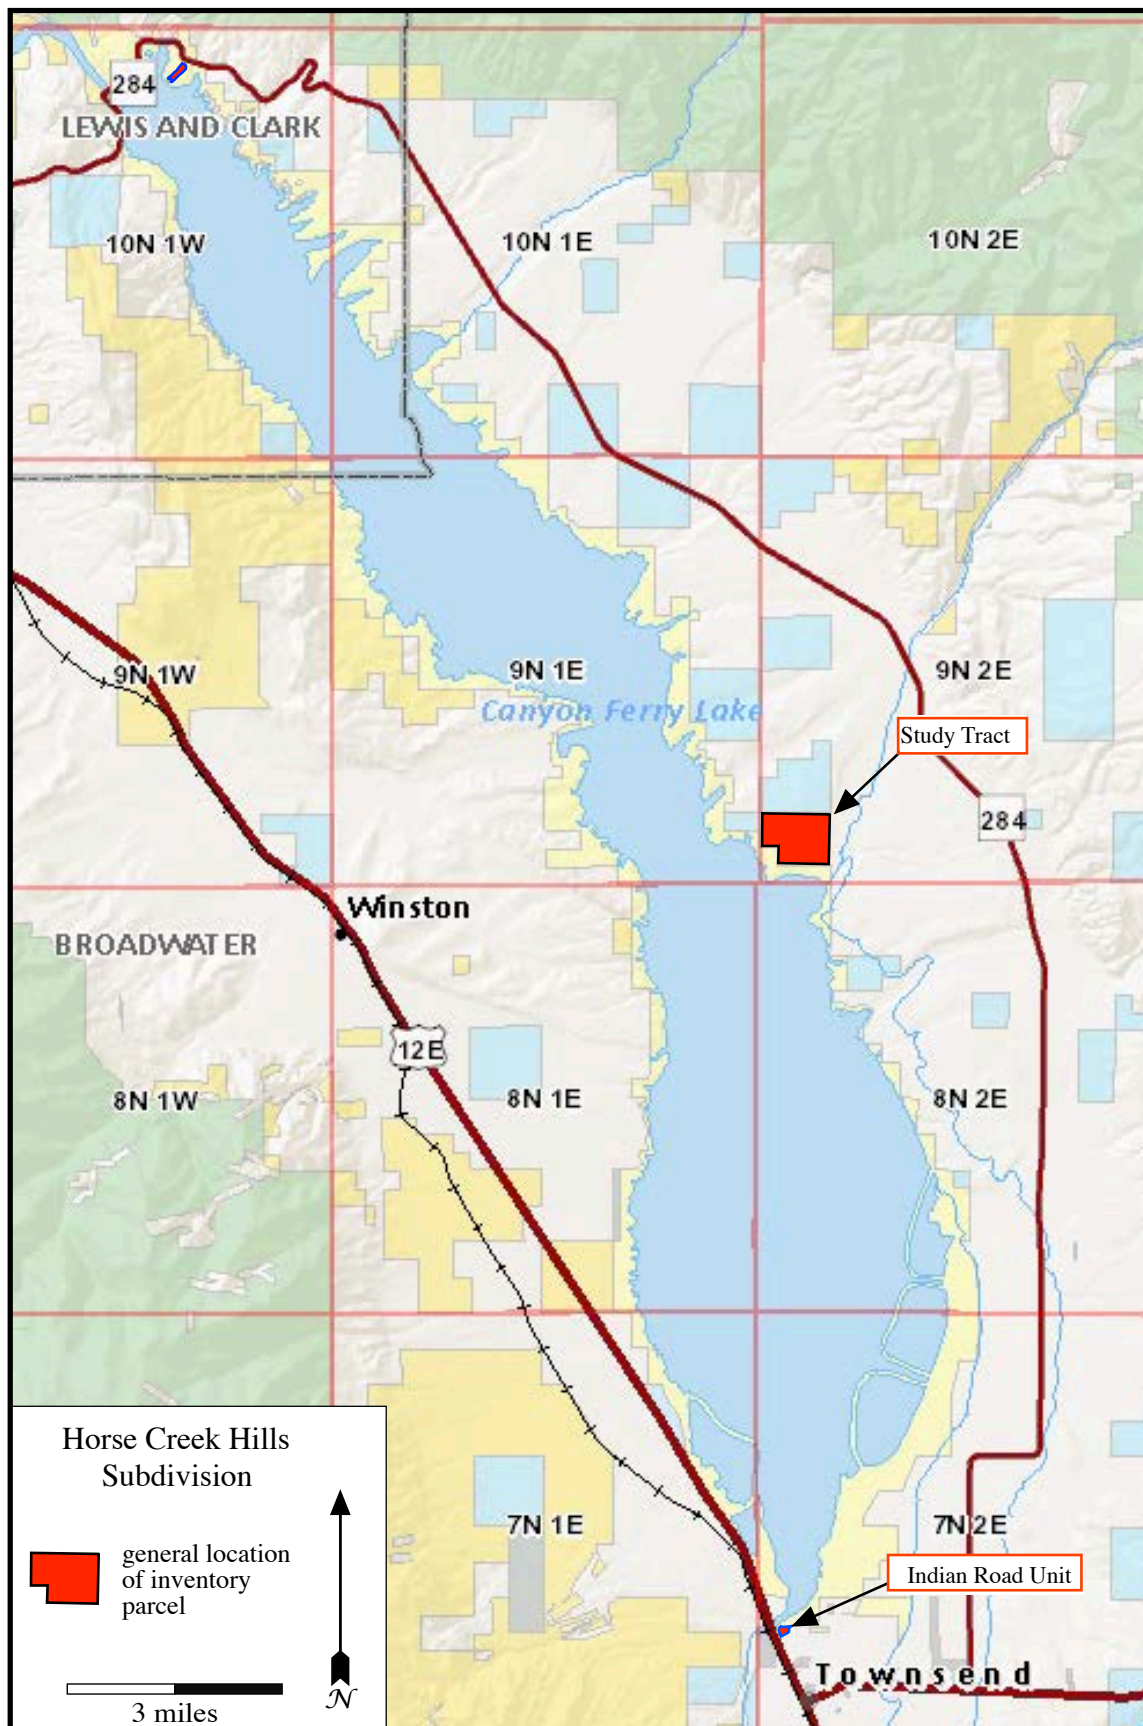 284
LEWIS AND CLARK
10N 1W
10N 1E
10N 2E
9N 1W
9N 1E
9N 2E
Canyon Ferry Lake
Study Tract
284
Winston
BROADWATER
12E
8N 1W
8N 1E
8N 2E
Horse Creek Hills
Subdivision
general location
of inventory
parcel
3 miles
N
7N 1E
7N 2E
Indian Road Unit
Townsend